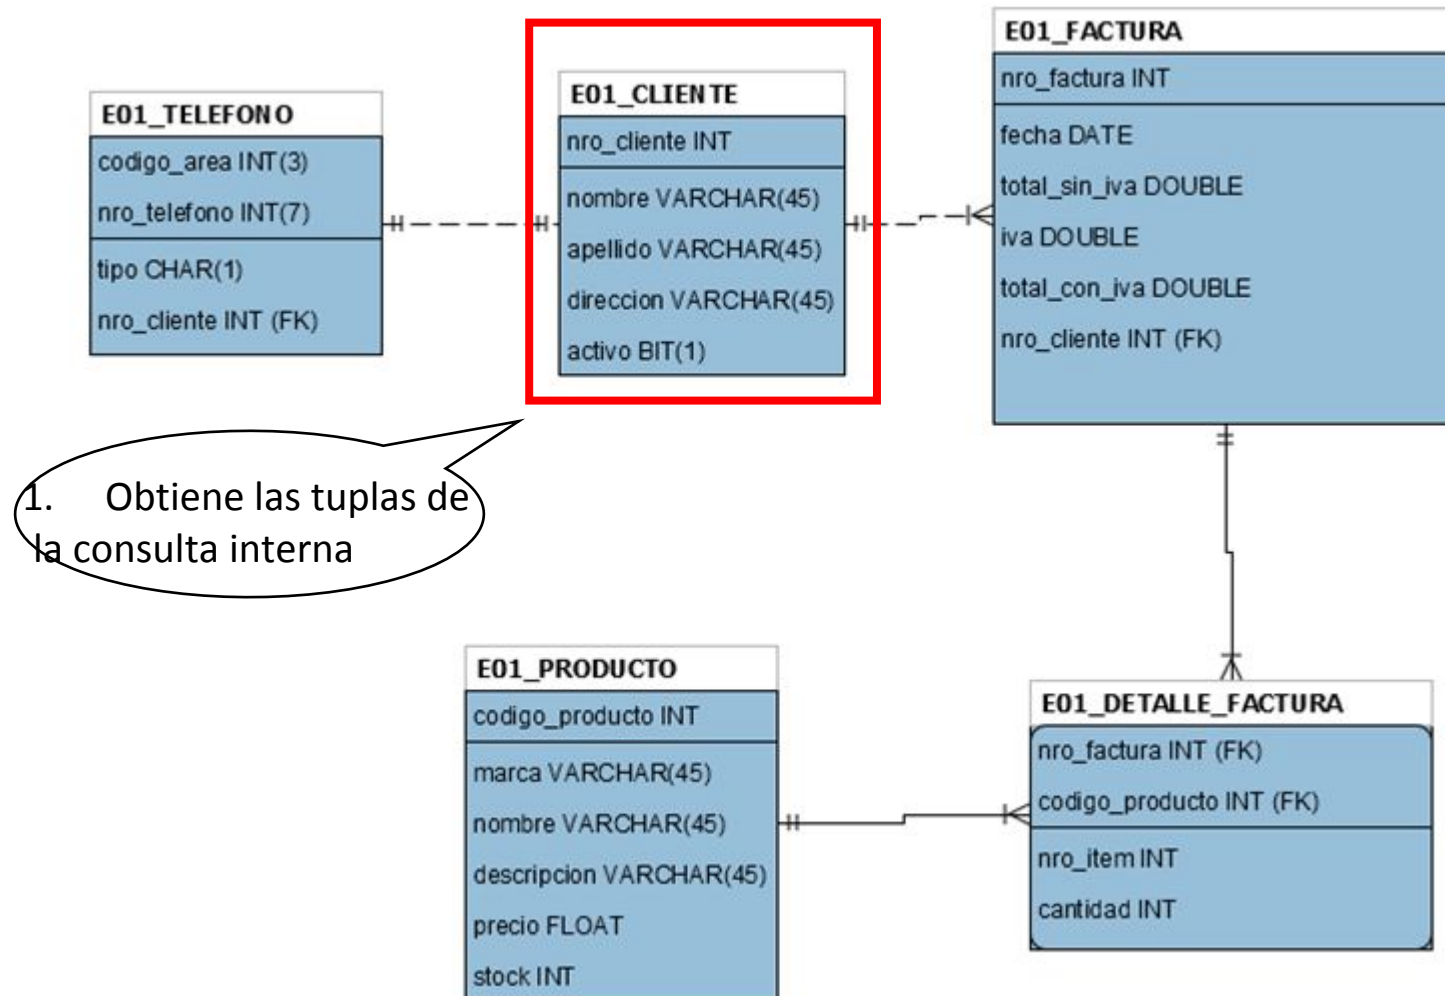 E01_TELEFONO
codigo_area INT(3)
nro_telefono INT(7)
tipo CHAR(1)
nro_cliente INT (FK)
E01_CLIENTE
nro_cliente INT
nombre VARCHAR(45)
apellido VARCHAR(45)
direccion VARCHAR(45)
activo BIT(1)
E01_FACTURA
nro_factura INT
fecha DATE
total_sin_iva DOUBLE
iva DOUBLE
total_con_iva DOUBLE
nro_cliente INT (FK)
1. Obtiene las tuplas de
la consulta interna
E01_PRODUCTO
codigo_producto INT
marca VARCHAR(45)
nombre VARCHAR(45)
descripcion VARCHAR(45)
precio FLOAT
stock INT
E01_DETALLE_FACTURA
nro_factura INT (FK)
codigo_producto INT (FK)
nro_item INT
cantidad INT